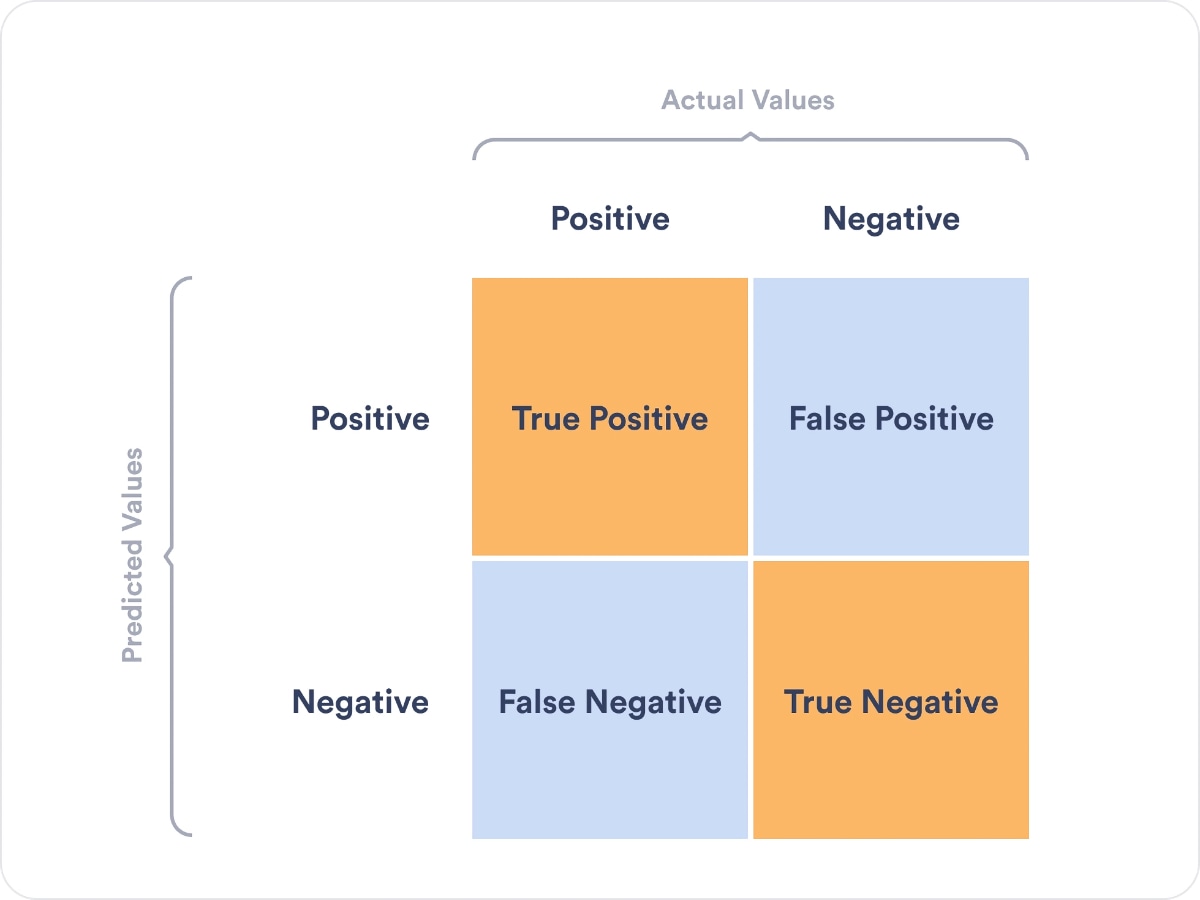 Actual Values
Positive Negative
Predicted Values
Positive True Positive False Positive
Negative False Negative True Negative